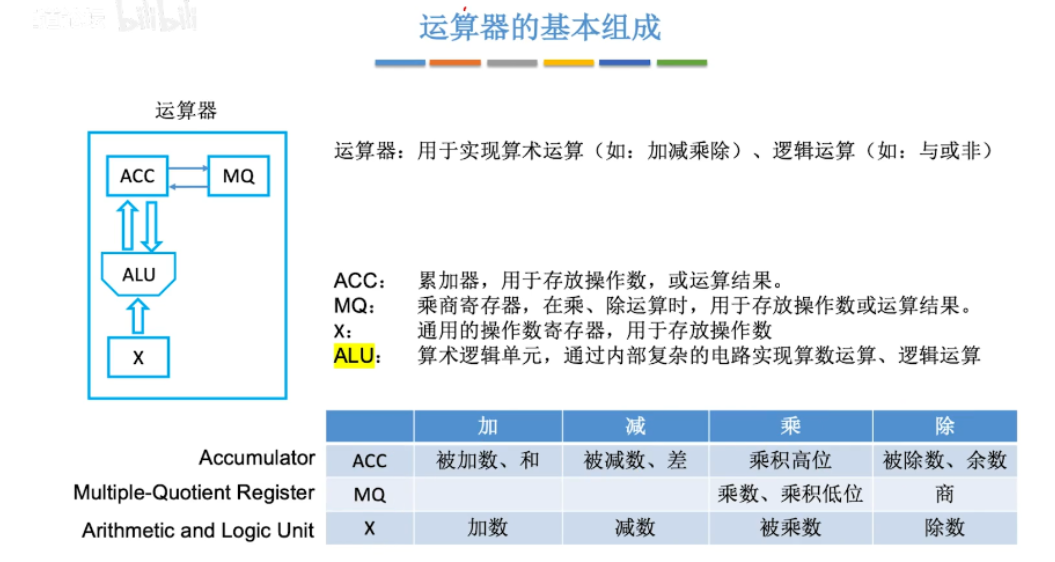 bilibili
运算器的基本组成
运算器
ACC
MQ
ALU
X
运算器：用于实现算术运算（如：加减乘除）、逻辑运算（如：与或非）
ACC： 累加器，用于存放操作数，或运算结果。
MQ： 乘商寄存器，在乘、除运算时，用于存放操作数或运算结果。
X： 通用的操作数寄存器，用于存放操作数
ALU： 算术逻辑单元，通过内部复杂的电路实现算数运算、逻辑运算
加 减 乘 除
Accumulator ACC 被加数、和 被减数、差 乘积高位 被除数、余数
Multiple-Quotient Register MQ 乘数、乘积低位 商
Arithmetic and Logic Unit X 加数 减数 被乘数 除数